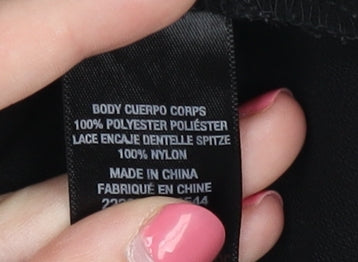 BODY CUERPO CORPS
100% POLYESTER POLIÉSTER
LACE ENCAJE DENTELLE SPITZE
100% NYLON
MADE IN CHINA
FABRIQUÉ EN CHINE